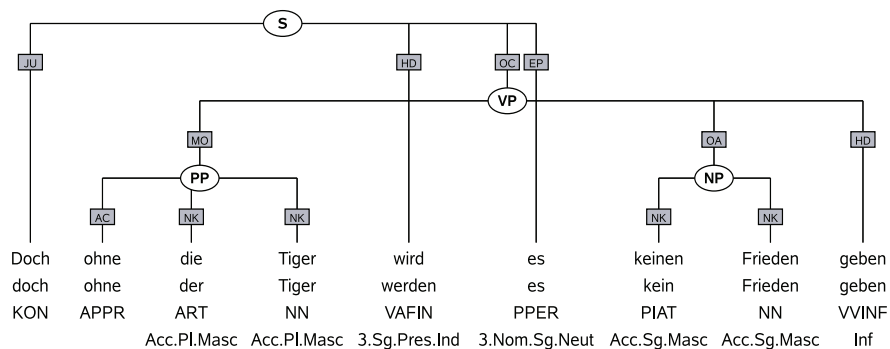 S
JU HD OC EP
VP
MO OA HD
PP NP
AC NK NK NK NK
Doch ohne die Tiger wird es keinen Frieden geben
doch ohne der Tiger werden es kein Frieden geben
KON APPR ART NN VAFIN PPER PIAT NN VVINF
Acc.Pl.Masc Acc.Pl.Masc 3.Sg.Pres.Ind 3.Nom.Sg.Neut Acc.Sg.Masc Acc.Sg.Masc Inf